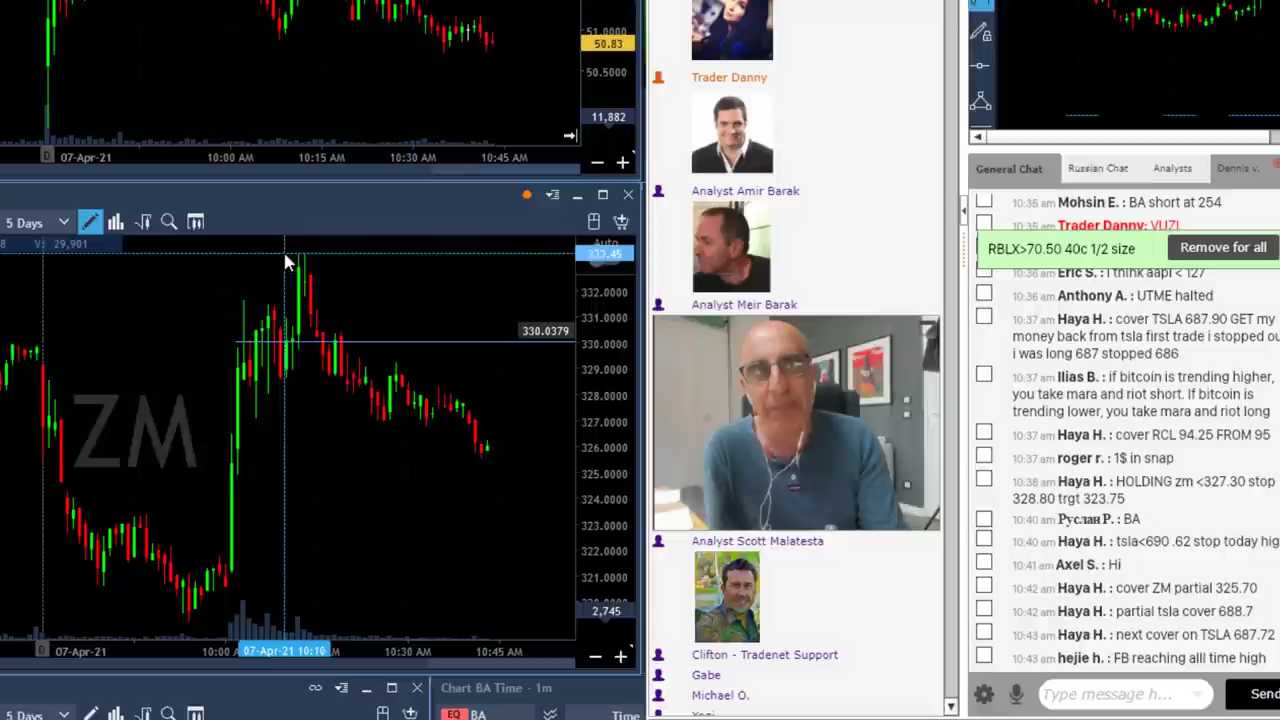 51.0000
50.83
50.5000
11,882
D 07-Apr-21 10:00 AM 10:15 AM 10:30 AM 10:45 AM
5 Days
8 V: 29,901
Auto
333.45
332.0000
331.0000
330.0379
330.0000
329.0000
328.0000
327.0000
326.0000
325.0000
324.0000
323.0000
322.0000
321.0000
2,745
ZM
D 07-Apr-21 10:00 07-Apr-21 10:10 M 10:30 AM 10:45 AM
Chart BA Time - 1m
5 Days
EQ BA
Time
Trader Danny
Analyst Amir Barak
Analyst Meir Barak
Analyst Scott Malatesta
Clifton - Tradenet Support
Gabe
Michael O.
General Chat Russian Chat Analysts Dennis v.
10:35 am Mohsin E. : BA short at 254
10:35 am Trader Danny: VUZI
RBLX>70.50 40c 1/2 size Remove for all
10:36 am Eric S. : I think aapl < 127
10:36 am Anthony A. : UTME halted
10:37 am Haya H. : cover TSLA 687.90 GET my
money back from tsla first trade i stopped ou
i was long 687 stopped 686
10:37 am Ilias B. : if bitcoin is trending higher,
you take mara and riot short. If bitcoin is
trending lower, you take mara and riot long
10:37 am Haya H. : cover RCL 94.25 FROM 95
10:37 am roger r. : 1$ in snap
10:38 am Haya H. : HOLDING zm <327.30 stop
328.80 trgt 323.75
10:40 am Руслан Р. : BA
10:40 am Haya H. : tsla<690 .62 stop today hig
10:41 am Axel S. : Hi
10:42 am Haya H. : cover ZM partial 325.70
10:42 am Haya H. : partial tsla cover 688.7
10:43 am Haya H. : next cover on TSLA 687.72
10:43 am hejie h. : FB reaching alll time high
Type message h... Send